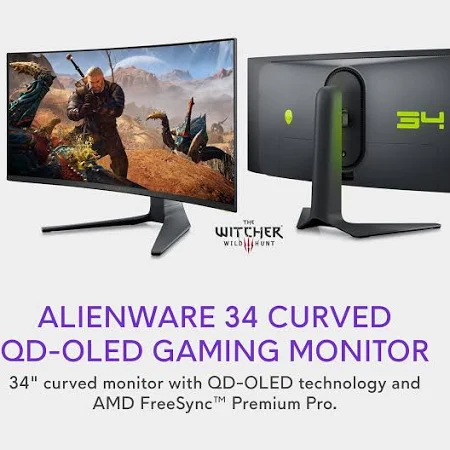 34
THE
WITCHER
WILD HUNT
ALIENWARE 34 CURVED
QD-OLED GAMING MONITOR
34" curved monitor with QD-OLED technology and
AMD FreeSync™ Premium Pro.